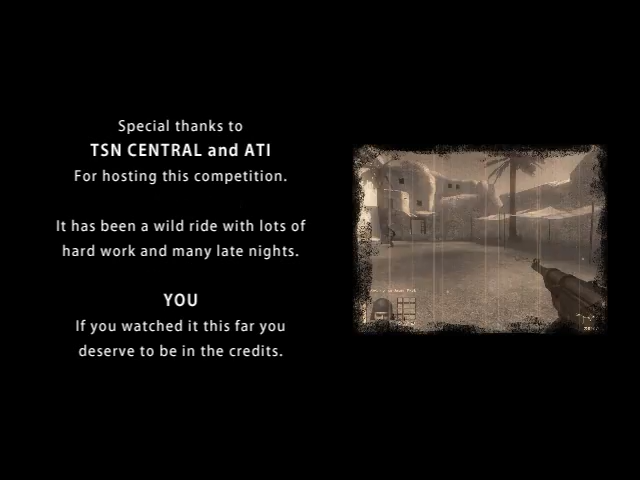 Special thanks to
TSN CENTRAL and ATI
For hosting this competition.
It has been a wild ride with lots of
hard work and many late nights.
YOU
If you watched it this far you
deserve to be in the credits.